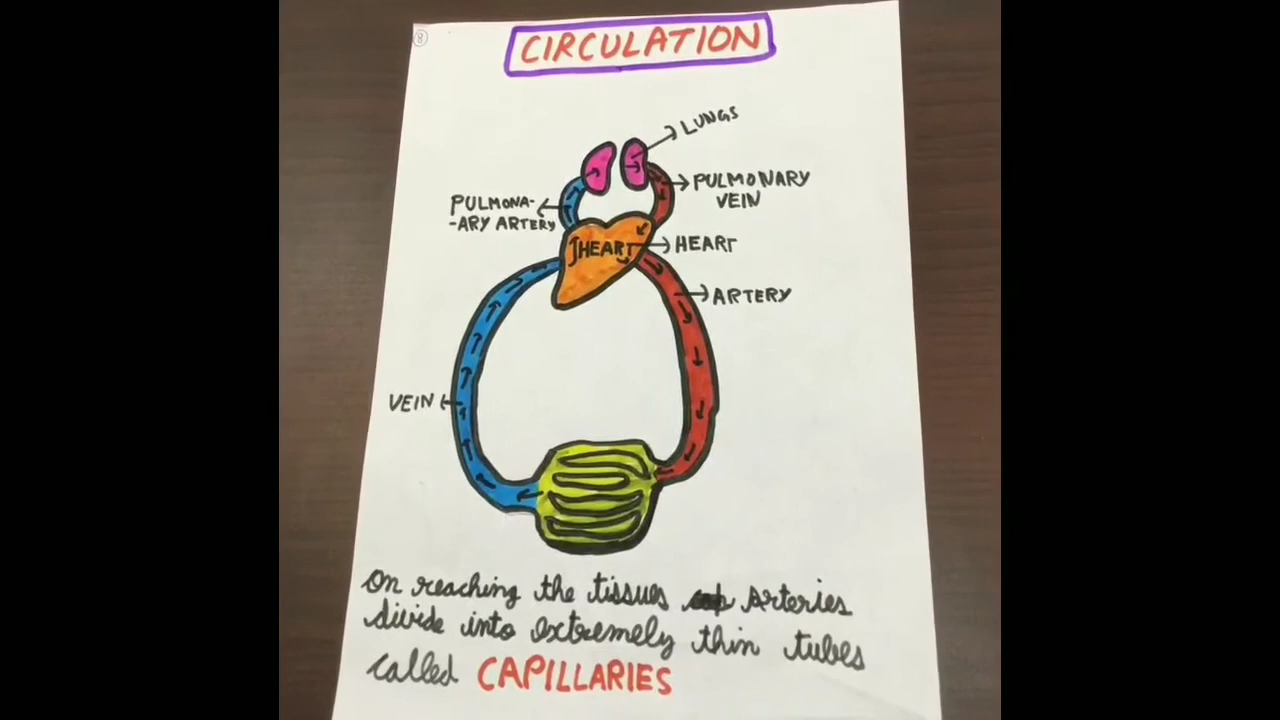 8
CIRCULATION
LUNGS
PULMONARY
VEIN
PULMONA-
-ARY ARTERY
HEART
HEART
ARTERY
VEIN
On reaching the tissues Arteries
divide into extremely thin tubes
called CAPILLARIES